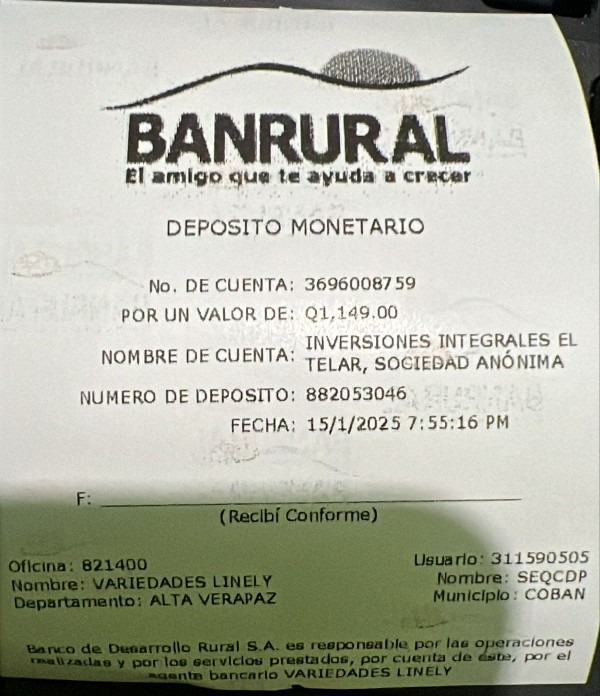 BANRURAL
El amigo que te ayuda a crecer
DEPOSITO MONETARIO
No. DE CUENTA: 3696008759
POR UN VALOR DE: Q1,149.00
NOMBRE DE CUENTA: INVERSIONES INTEGRALES EL
TELAR, SOCIEDAD ANÓNIMA
NUMERO DE DEPOSITO: 882053046
FECHA: 15/1/2025 7:55:16 PM
F:
(Recibí Conforme)
Oficina: 821400 Usuario: 311590505
Nombre: VARIEDADES LINELY Nombre: SEQCDP
Departamento: ALTA VERAPAZ Municipio: COBAN
Banco de Desarrollo Rural S.A. es responsable por las operaciones
realizadas y por los servicios prestados, por cuenta de éste, por el
agente bancario VARIEDADES LINELY